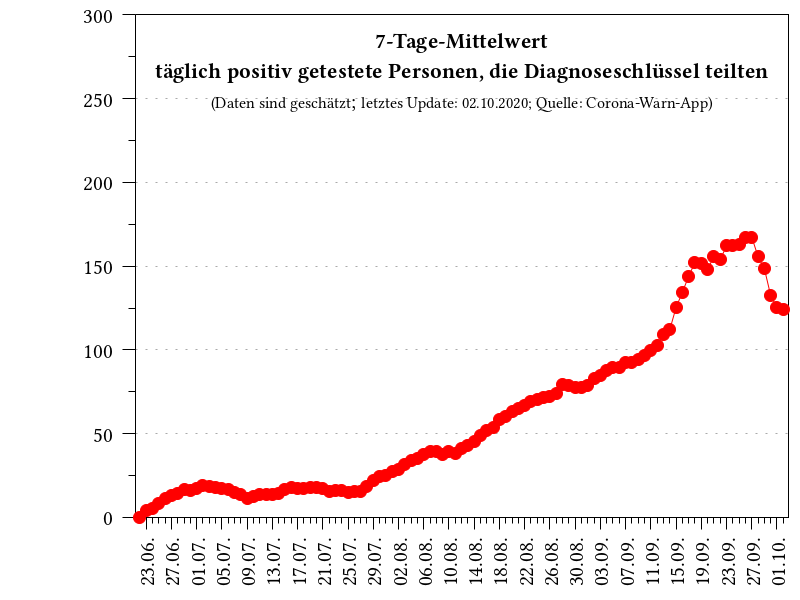 7-Tage-Mittelwert
täglich positiv getestete Personen, die Diagnoseschlüssel teilten
(Daten sind geschätzt; letztes Update: 02.10.2020; Quelle: Corona-Warn-App)
300
250
200
150
100
50
0
23.06. 27.06. 01.07. 05.07. 09.07. 13.07. 17.07. 21.07. 25.07. 29.07. 02.08. 06.08. 10.08. 14.08. 18.08. 22.08. 26.08. 30.08. 03.09. 07.09. 11.09. 15.09. 19.09. 23.09. 27.09. 01.10.